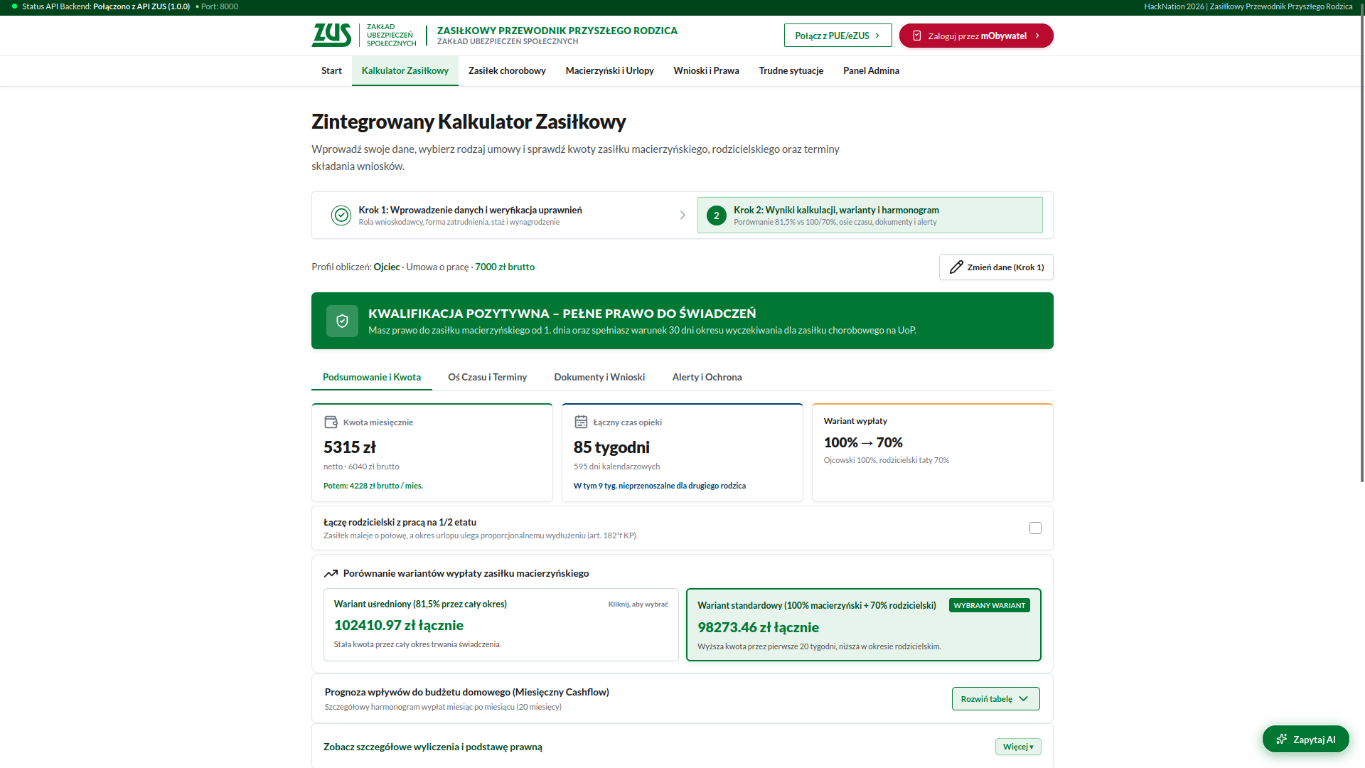 Status API Backend: Połączono z API ZUS (1.0.0) • Port: 8000
HackNation 2026 | Zasiłkowy Przewodnik Przyszłego Rodzica
ZUS
ZAKŁAD
UBEZPIECZEŃ
SPOŁECZNYCH
ZASIŁKOWY PRZEWODNIK PRZYSZŁEGO RODZICA
ZAKŁAD UBEZPIECZEŃ SPOŁECZNYCH
Połącz z PUE/eZUS
Zaloguj przez mObywatel
Start
Kalkulator Zasiłkowy
Zasiłek chorobowy
Macierzyński i Urlopy
Wnioski i Prawa
Trudne sytuacje
Panel Admina
Zintegrowany Kalkulator Zasiłkowy
Wprowadź swoje dane, wybierz rodzaj umowy i sprawdź kwoty zasiłku macierzyńskiego, rodzicielskiego oraz terminy
składania wniosków.
Krok 1: Wprowadzenie danych i weryfikacja uprawnień
Rola wnioskodawcy, forma zatrudnienia, staż i wynagrodzenie
2
Krok 2: Wyniki kalkulacji, warianty i harmonogram
Porównanie 81,5% vs 100/70%, osie czasu, dokumenty i alerty
Profil obliczeń: Ojciec · Umowa o pracę · 7000 zł brutto
Zmień dane (Krok 1)
KWALIFIKACJA POZYTYWNA – PEŁNE PRAWO DO ŚWIADCZEŃ
Masz prawo do zasiłku macierzyńskiego od 1. dnia oraz spełniasz warunek 30 dni okresu wyczekiwania dla zasiłku chorobowego na UoP.
Podsumowanie i Kwota
Oś Czasu i Terminy
Dokumenty i Wnioski
Alerty i Ochrona
Kwota miesięcznie
5315 zł
netto · 6040 zł brutto
Potem: 4228 zł brutto / mies.
Łączny czas opieki
85 tygodni
595 dni kalendarzowych
W tym 9 tyg. nieprzenoszalne dla drugiego rodzica
Wariant wypłaty
100% → 70%
Ojcowski 100%, rodzicielski taty 70%
Łączę rodzicielski z pracą na 1/2 etatu
Zasiłek maleje o połowę, a okres urlopu ulega proporcjonalnemu wydłużeniu (art. 182¹f KP).
Porównanie wariantów wypłaty zasiłku macierzyńskiego
Wariant uśredniony (81,5% przez cały okres)
Kliknij, aby wybrać
102410.97 zł łącznie
Stała kwota przez cały okres trwania świadczenia.
Wariant standardowy (100% macierzyński + 70% rodzicielski)
WYBRANY WARIANT
98273.46 zł łącznie
Wyższa kwota przez pierwsze 20 tygodni, niższa w okresie rodzicielskim.
Prognoza wpływów do budżetu domowego (Miesięczny Cashflow)
Szczegółowy harmonogram wypłat miesiąc po miesiącu (20 miesięcy)
Rozwiń tabelę
Zobacz szczegółowe wyliczenia i podstawę prawną
Więcej ▾
Zapytaj AI